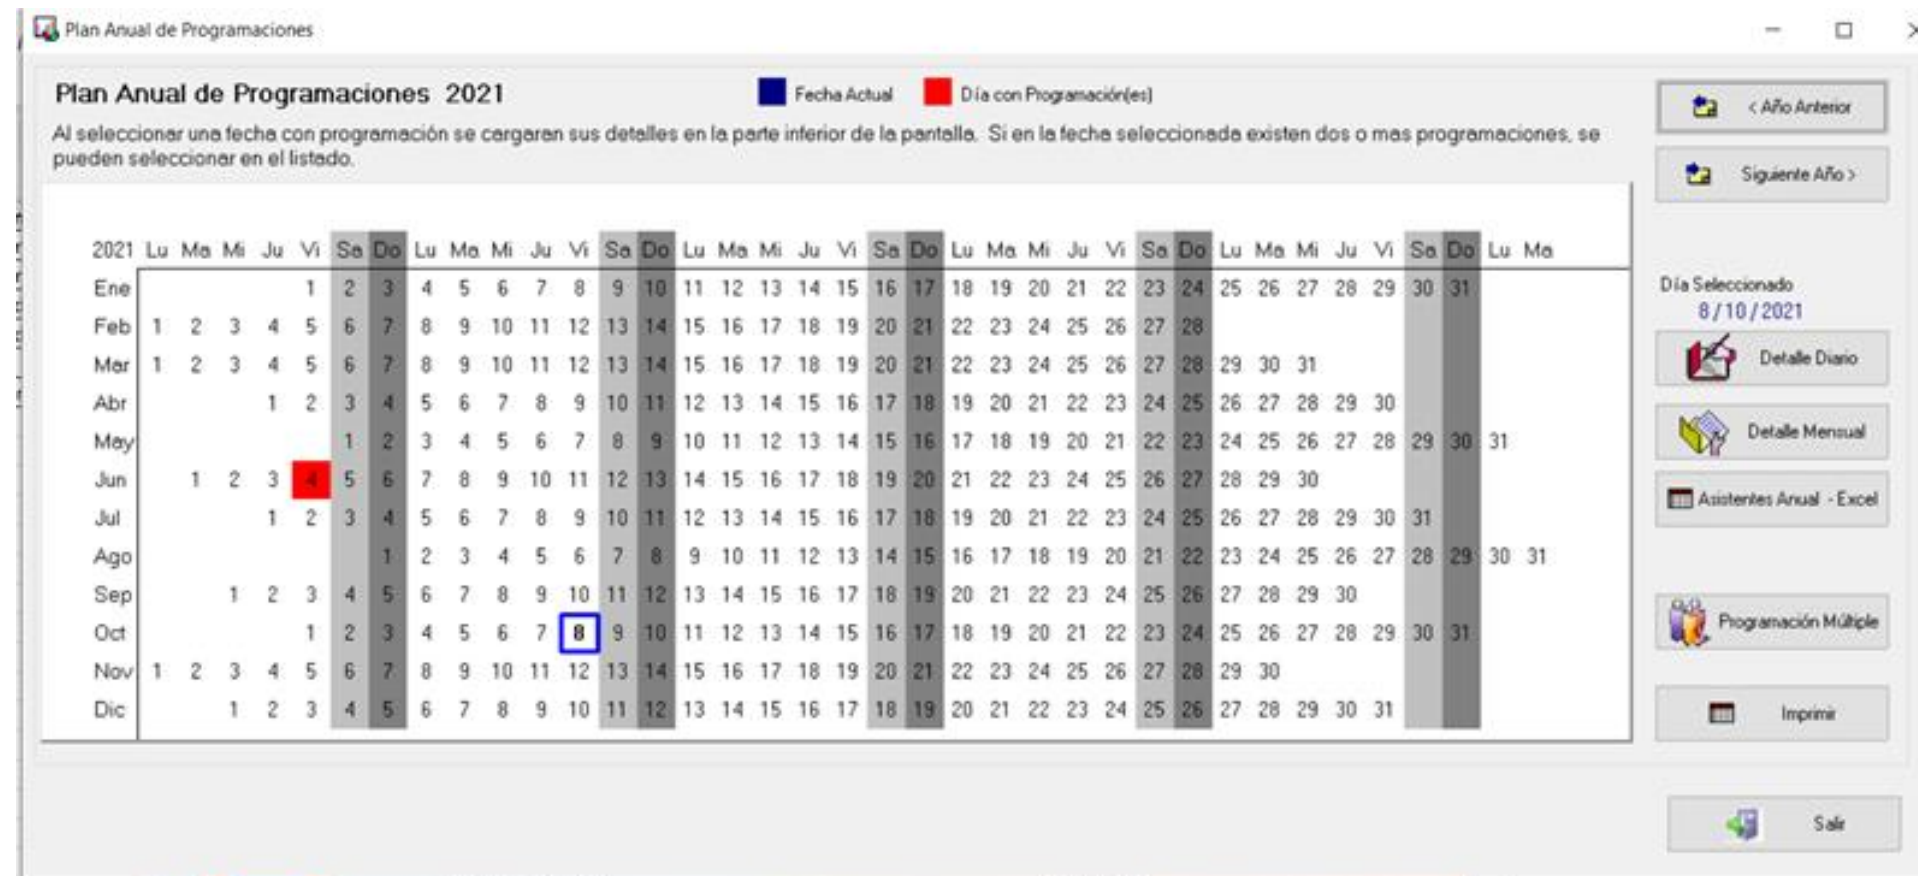 Plan Anual de Programaciones
Plan Anual de Programaciones 2021
Fecha Actual
Día con Programación(es)
Al seleccionar una fecha con programación se cargaran sus detalles en la parte inferior de la pantalla. Si en la fecha seleccionada existen dos o mas programaciones, se
pueden seleccionar en el listado.
2021 Lu Ma Mi Ju Vi Sa Do Lu Ma Mi Ju Vi Sa Do Lu Ma Mi Ju Vi Sa Do Lu Ma Mi Ju Vi Sa Do Lu Ma Mi Ju Vi Sa Do Lu Ma
Ene 1 2 3 4 5 6 7 8 9 10 11 12 13 14 15 16 17 18 19 20 21 22 23 24 25 26 27 28 29 30 31
Feb 1 2 3 4 5 6 7 8 9 10 11 12 13 14 15 16 17 18 19 20 21 22 23 24 25 26 27 28
Mar 1 2 3 4 5 6 7 8 9 10 11 12 13 14 15 16 17 18 19 20 21 22 23 24 25 26 27 28 29 30 31
Abr 1 2 3 4 5 6 7 8 9 10 11 12 13 14 15 16 17 18 19 20 21 22 23 24 25 26 27 28 29 30
May 1 2 3 4 5 6 7 8 9 10 11 12 13 14 15 16 17 18 19 20 21 22 23 24 25 26 27 28 29 30 31
Jun 1 2 3 4 5 6 7 8 9 10 11 12 13 14 15 16 17 18 19 20 21 22 23 24 25 26 27 28 29 30
Jul 1 2 3 4 5 6 7 8 9 10 11 12 13 14 15 16 17 18 19 20 21 22 23 24 25 26 27 28 29 30 31
Ago 1 2 3 4 5 6 7 8 9 10 11 12 13 14 15 16 17 18 19 20 21 22 23 24 25 26 27 28 29 30 31
Sep 1 2 3 4 5 6 7 8 9 10 11 12 13 14 15 16 17 18 19 20 21 22 23 24 25 26 27 28 29 30
Oct 1 2 3 4 5 6 7 8 9 10 11 12 13 14 15 16 17 18 19 20 21 22 23 24 25 26 27 28 29 30 31
Nov 1 2 3 4 5 6 7 8 9 10 11 12 13 14 15 16 17 18 19 20 21 22 23 24 25 26 27 28 29 30
Dic 1 2 3 4 5 6 7 8 9 10 11 12 13 14 15 16 17 18 19 20 21 22 23 24 25 26 27 28 29 30 31
< Año Anterior
Siguiente Año >
Día Seleccionado
8 / 10 / 2021
Detalle Diario
Detalle Mensual
Asistentes Anual - Excel
Programación Múltiple
Imprimir
Salir